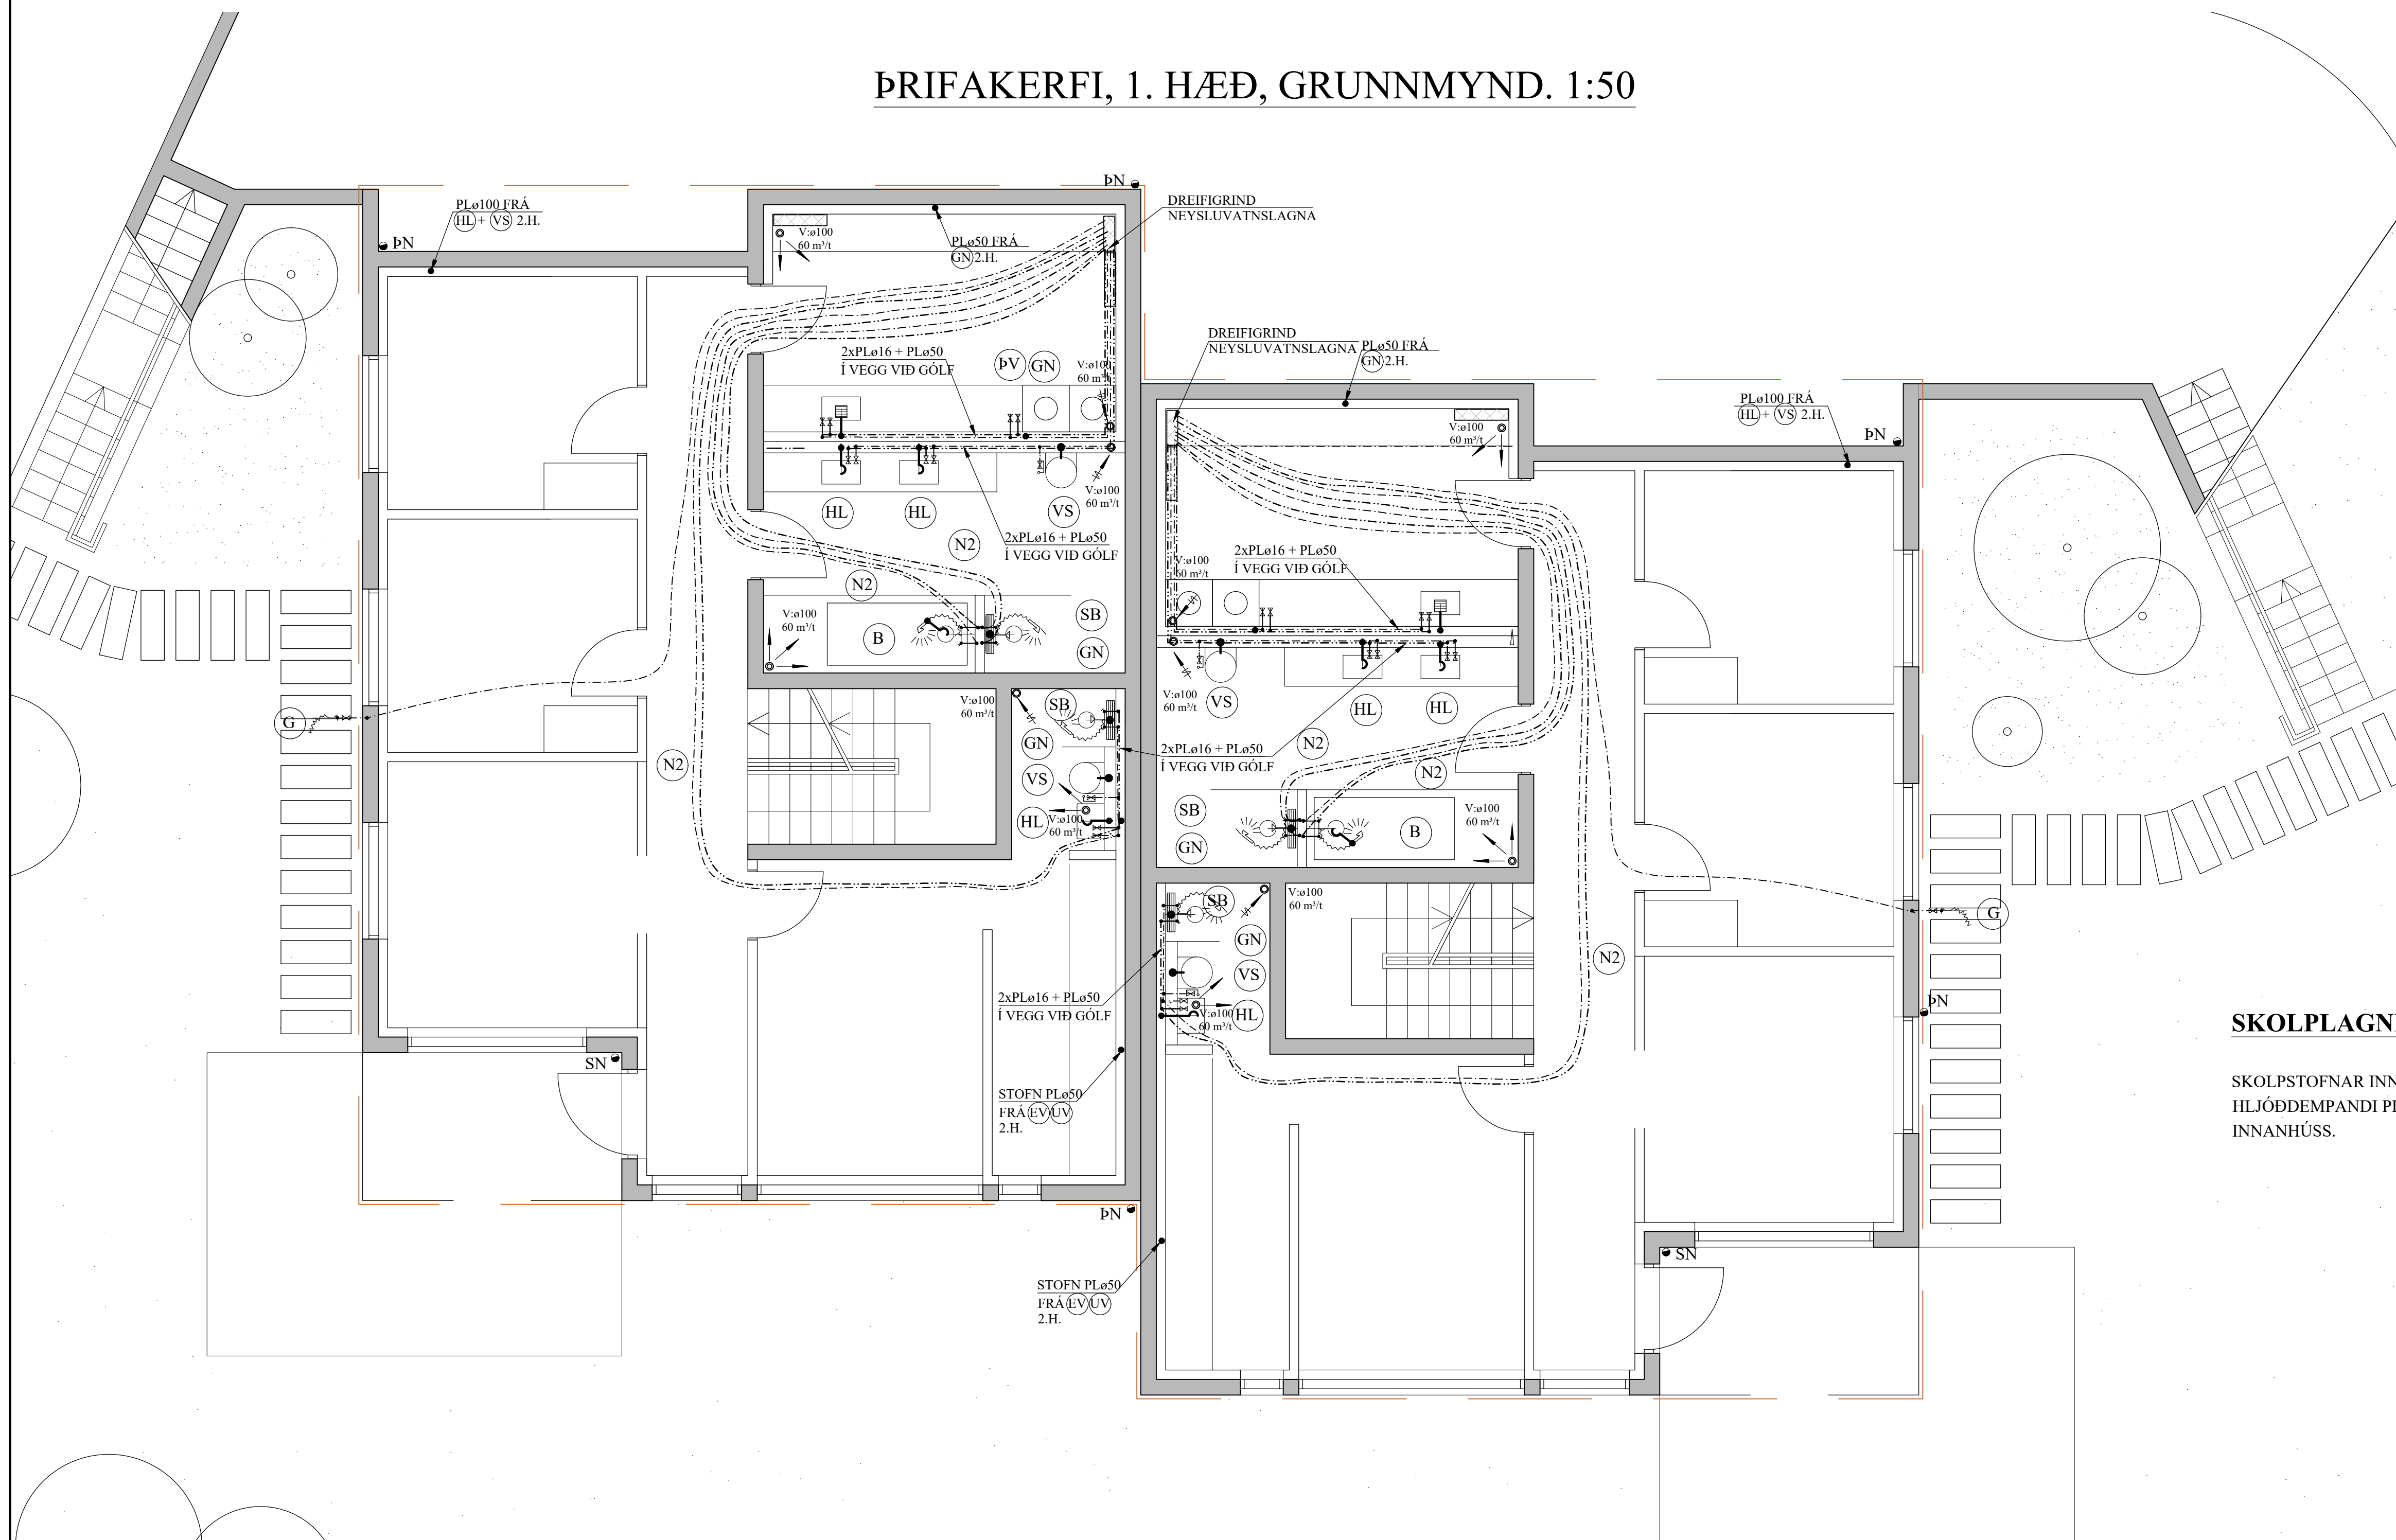 ÞRIFAKERFI, 1. HÆÐ, GRUNNMYND. 1:50
PLø100 FRÁ
HL + VS 2.H.
ÞN
ÞN
V:ø100
60 m³/t
PLø50 FRÁ
GN 2.H.
DREIFIGRIND
NEYSLUVATNSLAGNA
2xPLø16 + PLø50
Í VEGG VIÐ GÓLF
ÞV
GN
V:ø100
60 m³/t
HL
HL
VS
V:ø100
60 m³/t
N2
2xPLø16 + PLø50
Í VEGG VIÐ GÓLF
N2
V:ø100
60 m³/t
B
SB
GN
G
N2
V:ø100
60 m³/t
SB
GN
VS
HL
V:ø100
60 m³/t
2xPLø16 + PLø50
Í VEGG VIÐ GÓLF
2xPLø16 + PLø50
Í VEGG VIÐ GÓLF
SN
STOFN PLø50
FRÁ EV UV
2.H.
ÞN
STOFN PLø50
FRÁ EV UV
2.H.
DREIFIGRIND
NEYSLUVATNSLAGNA
PLø50 FRÁ
GN 2.H.
V:ø100
60 m³/t
PLø100 FRÁ
HL + VS 2.H.
ÞN
2xPLø16 + PLø50
Í VEGG VIÐ GÓLF
V:ø100
60 m³/t
V:ø100
60 m³/t
VS
HL
HL
N2
N2
SB
GN
B
V:ø100
60 m³/t
SB
V:ø100
60 m³/t
GN
VS
HL
V:ø100
60 m³/t
N2
G
ÞN
SN
SKOLPLAGN
SKOLPSTOFNAR INN
HLJÓÐDEMPANDI PL
INNANHÚSS.